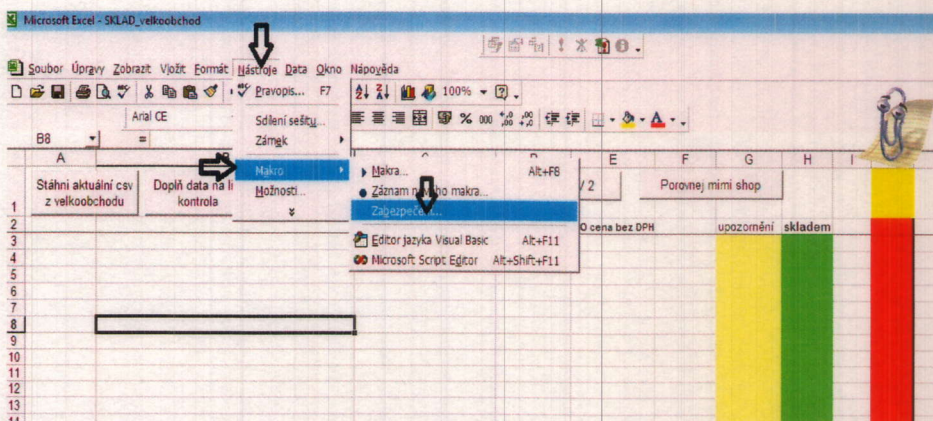 Microsoft Excel - SKLAD_velkoobchod
Soubor Úpravy Zobrazit Vložit Formát Nástroje Data Okno Nápověda
Pravopis... F7
100%
Arial CE
Sdílení sešitu...
% 000
B8 =
Zámek
A E F G H I
Makro
Makra... Alt+F8
Stáhni aktuální csv z velkoobchodu
Doplň data na li
kontrola
Možnosti...
Záznam nového makra...
/ 2
Porovnej mimi shop
1
Zabezpečení...
2
O cena bez DPH upozornění skladem
3
Editor jazyka Visual Basic Alt+F11
4
Microsoft Script Editor Alt+Shift+F11
5
6
7
8
9
10
11
12
13
14